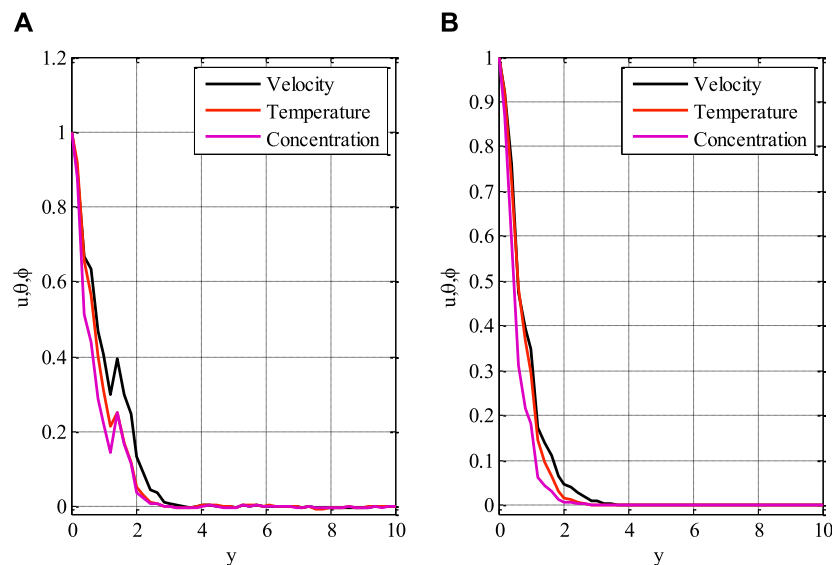 A
1.2
1
0.8
0.6
0.4
0.2
0
0 2 4 6 8 10
u,θ,ϕ
y
Velocity
Temperature
Concentration
B
1
0.9
0.8
0.7
0.6
0.5
0.4
0.3
0.2
0.1
0
0 2 4 6 8 10
u,θ,ϕ
y
Velocity
Temperature
Concentration